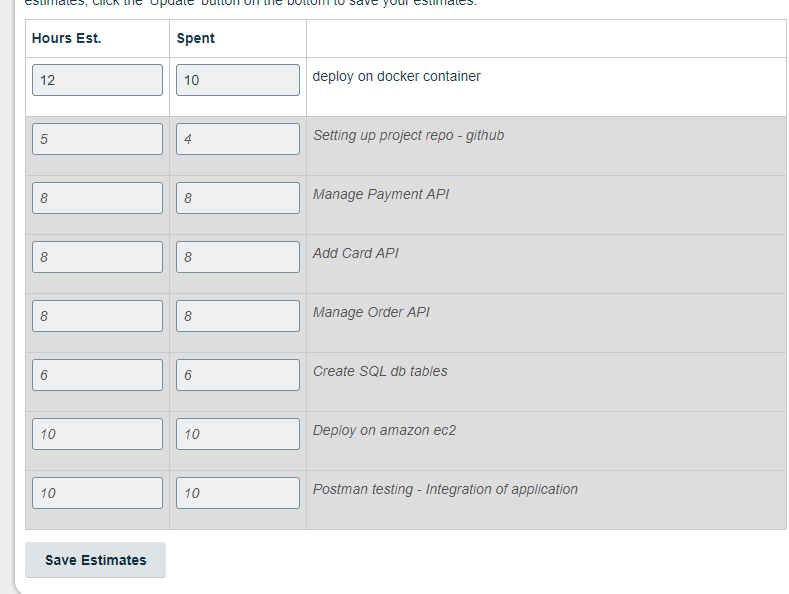 estimates, click the 'Update' button on the bottom to save your estimates.
Hours Est. Spent
12 10 deploy on docker container
5 4 Setting up project repo - github
8 8 Manage Payment API
8 8 Add Card API
8 8 Manage Order API
6 6 Create SQL db tables
10 10 Deploy on amazon ec2
10 10 Postman testing - Integration of application
Save Estimates